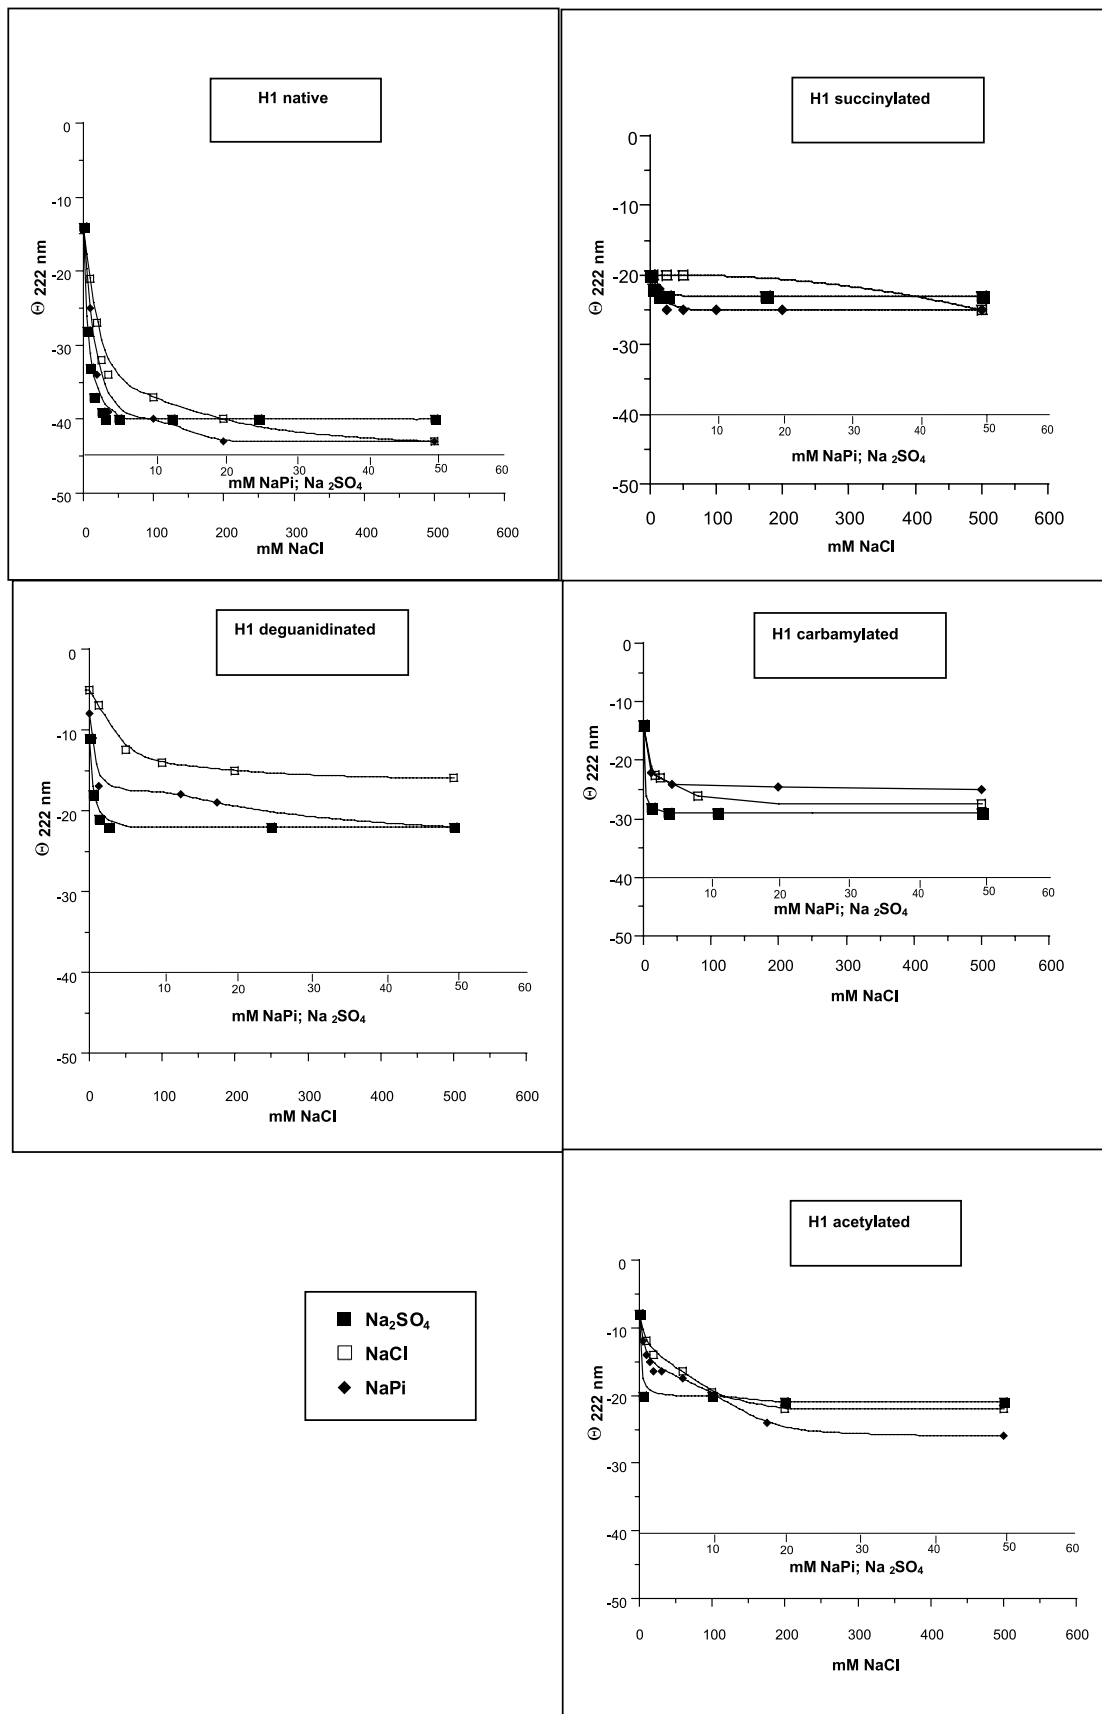 H1 native
0
-10
-20
-30
-40
-50
Θ 222 nm
10 20 30 40 50 60
mM NaPi; Na 2SO4
0 100 200 300 400 500 600
mM NaCl
H1 succinylated
0
-10
-20
-30
-40
-50
Θ 222 nm
10 20 30 40 50 60
mM NaPi; Na 2SO4
0 100 200 300 400 500 600
mM NaCl
H1 deguanidinated
0
-10
-20
-30
-40
-50
Θ 222 nm
10 20 30 40 50 60
mM NaPi; Na 2SO4
0 100 200 300 400 500 600
mM NaCl
H1 carbamylated
0
-10
-20
-30
-40
-50
Θ 222 nm
10 20 30 40 50 60
mM NaPi; Na 2SO4
0 100 200 300 400 500 600
mM NaCl
Na2SO4
NaCl
NaPi
H1 acetylated
0
-10
-20
-30
-40
-50
Θ 222 nm
10 20 30 40 50 60
mM NaPi; Na 2SO4
0 100 200 300 400 500 600
mM NaCl